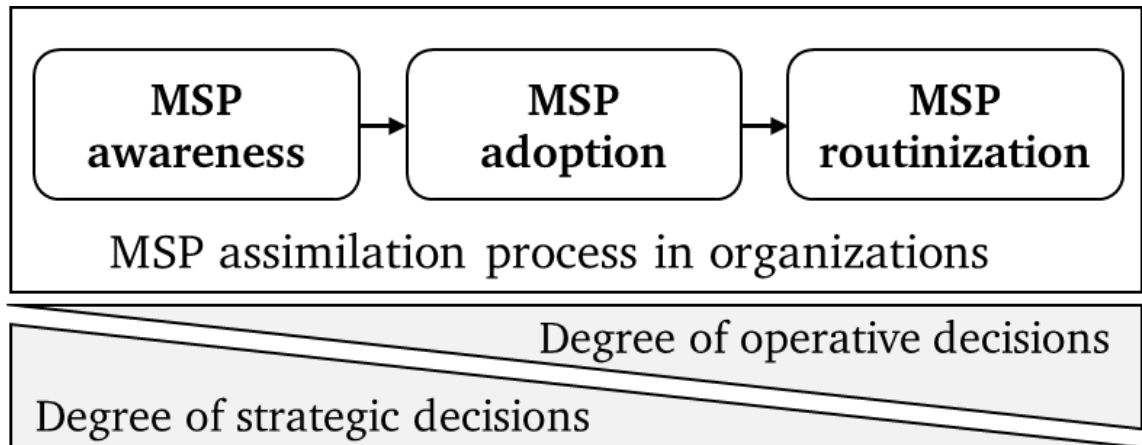 MSP
awareness
MSP
adoption
MSP
routinization
MSP assimilation process in organizations
Degree of operative decisions
Degree of strategic decisions